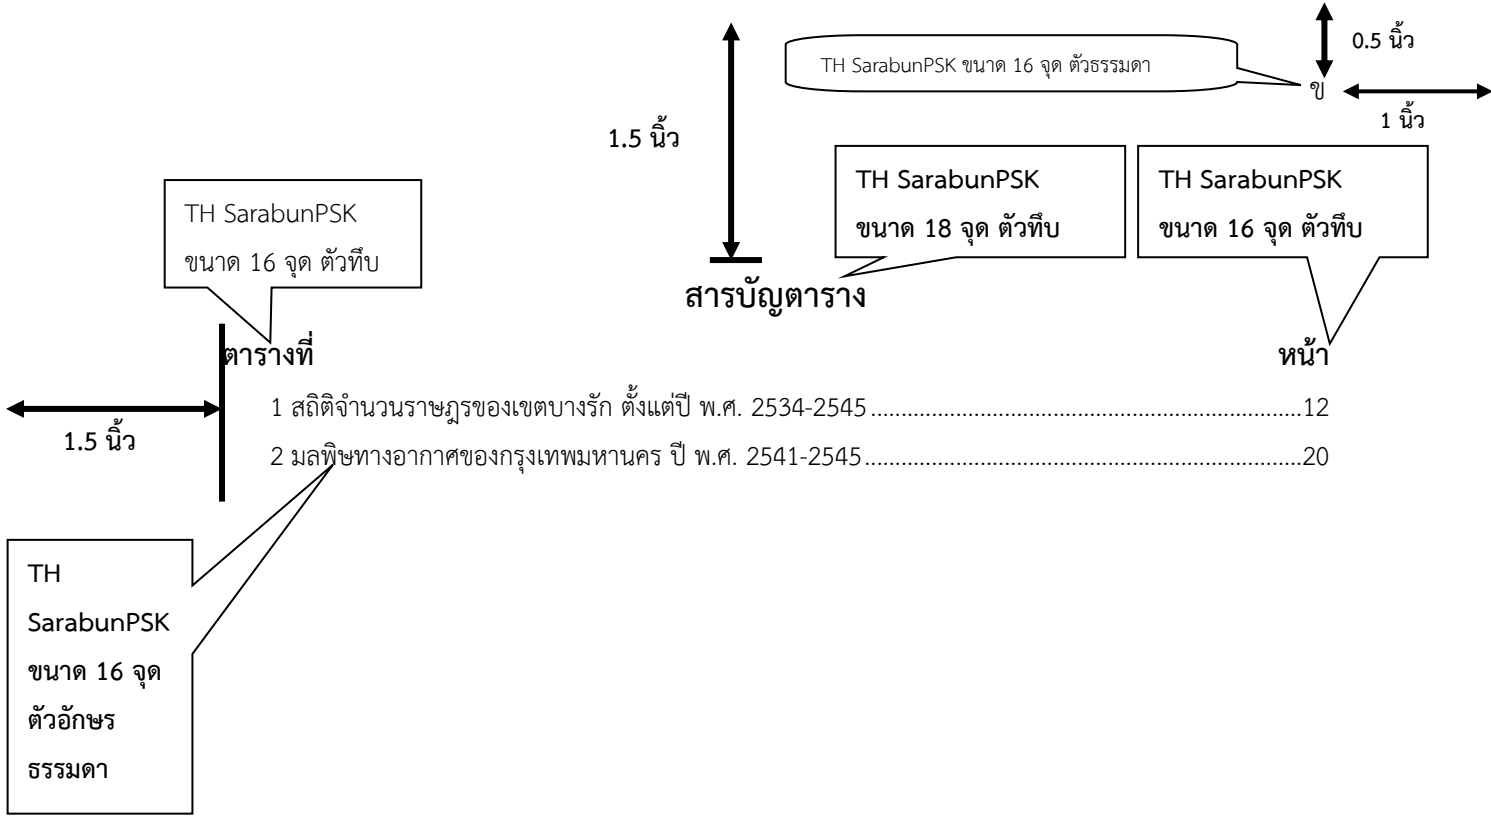 0.5 นิ้ว
TH SarabunPSK ขนาด 16 จุด ตัวธรรมดา
ข
1 นิ้ว
1.5 นิ้ว
TH SarabunPSK
ขนาด 18 จุด ตัวทึบ
TH SarabunPSK
ขนาด 16 จุด ตัวทึบ
TH SarabunPSK
ขนาด 16 จุด ตัวทึบ
สารบัญตาราง
ตารางที่
หน้า
1 สถิติจำนวนราษฎรของเขตบางรัก ตั้งแต่ปี พ.ศ. 2534-2545..........................................................................12
2 มลพิษทางอากาศของกรุงเทพมหานคร ปี พ.ศ. 2541-2545...........................................................................20
1.5 นิ้ว
TH
SarabunPSK
ขนาด 16 จุด
ตัวอักษร
ธรรมดา